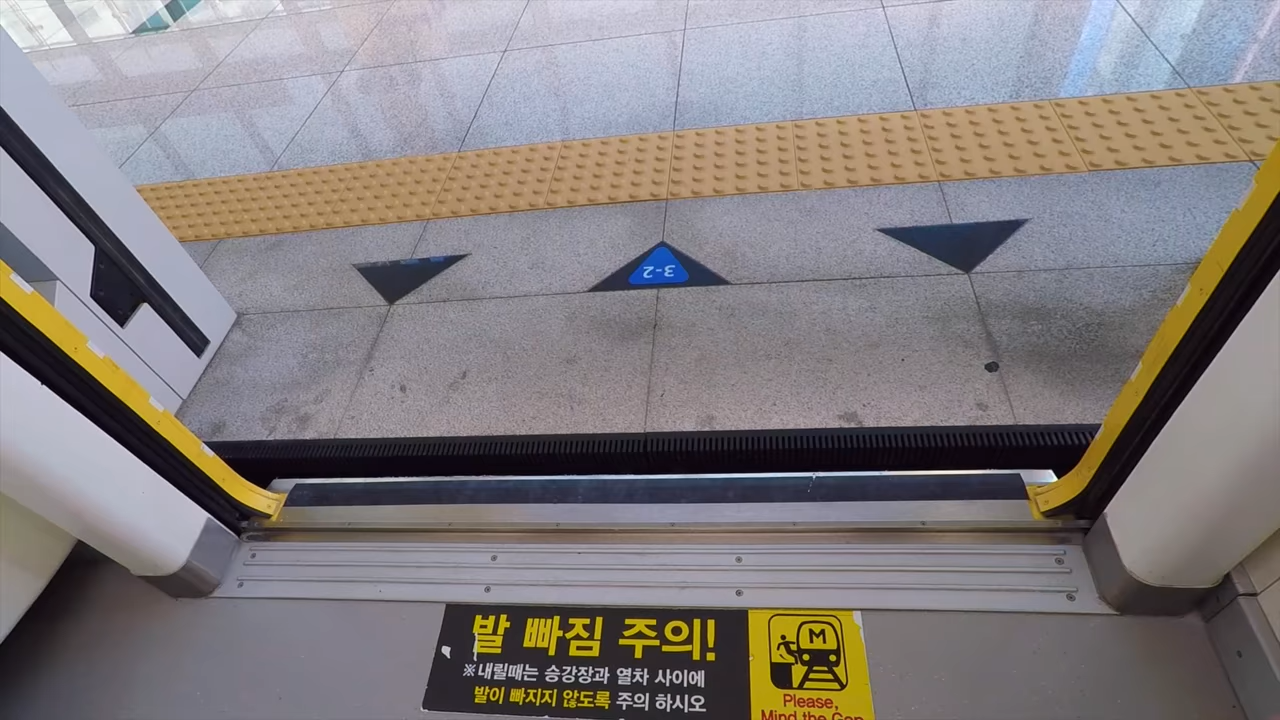 3-2
발 빠짐 주의!
※내릴때는 승강장과 열차 사이에
발이 빠지지 않도록 주의 하시오
M
Please,
Mind the Gap